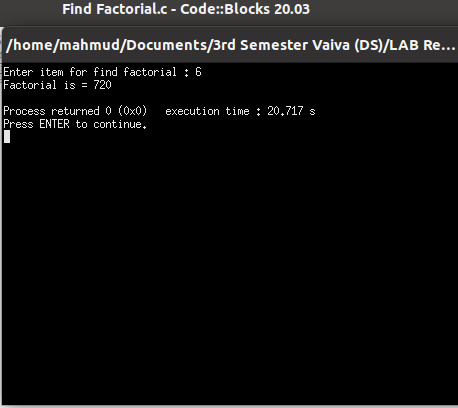 Find Factorial.c - Code::Blocks 20.03
/home/mahmud/Documents/3rd Semester Vaiva (DS)/LAB Re...
Enter item for find factorial : 6
Factorial is = 720
Process returned 0 (0x0)   execution time : 20.717 s
Press ENTER to continue.